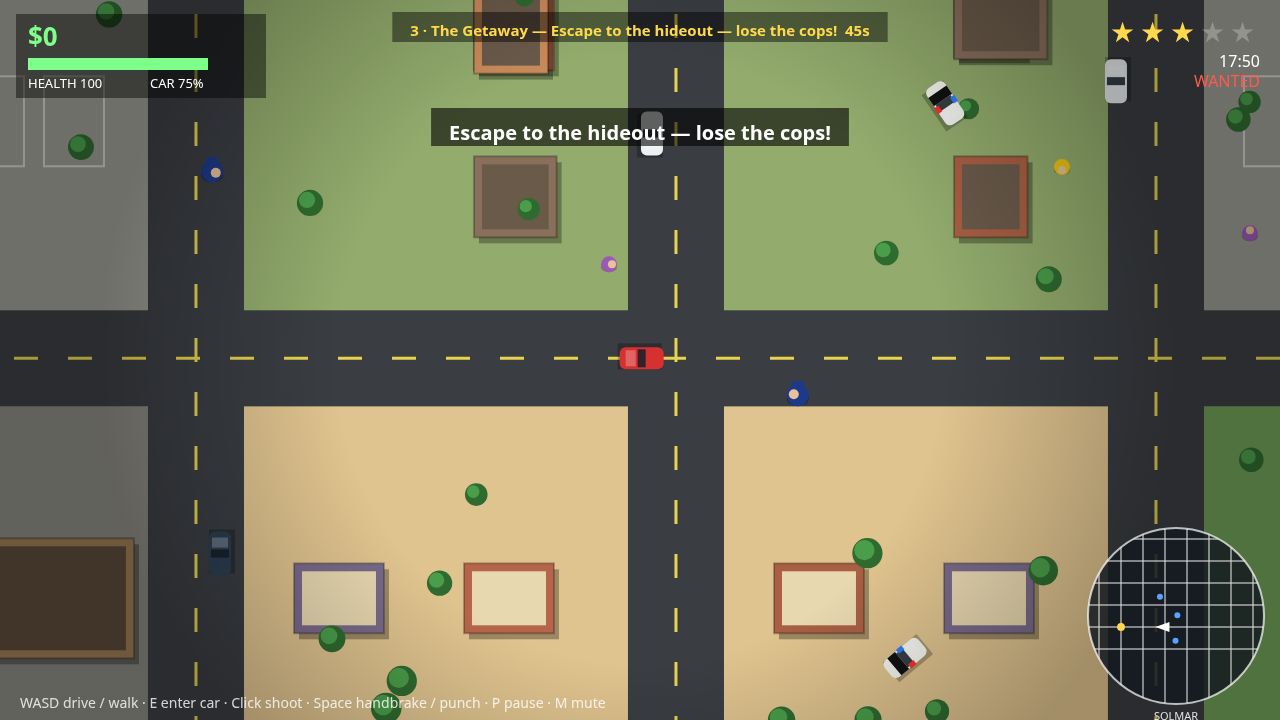 $0
HEALTH 100 CAR 75%
3 · The Getaway — Escape to the hideout — lose the cops! 45s
17:50
WANTED
Escape to the hideout — lose the cops!
WASD drive / walk · E enter car · Click shoot · Space handbrake / punch · P pause · M mute
SOLMAR